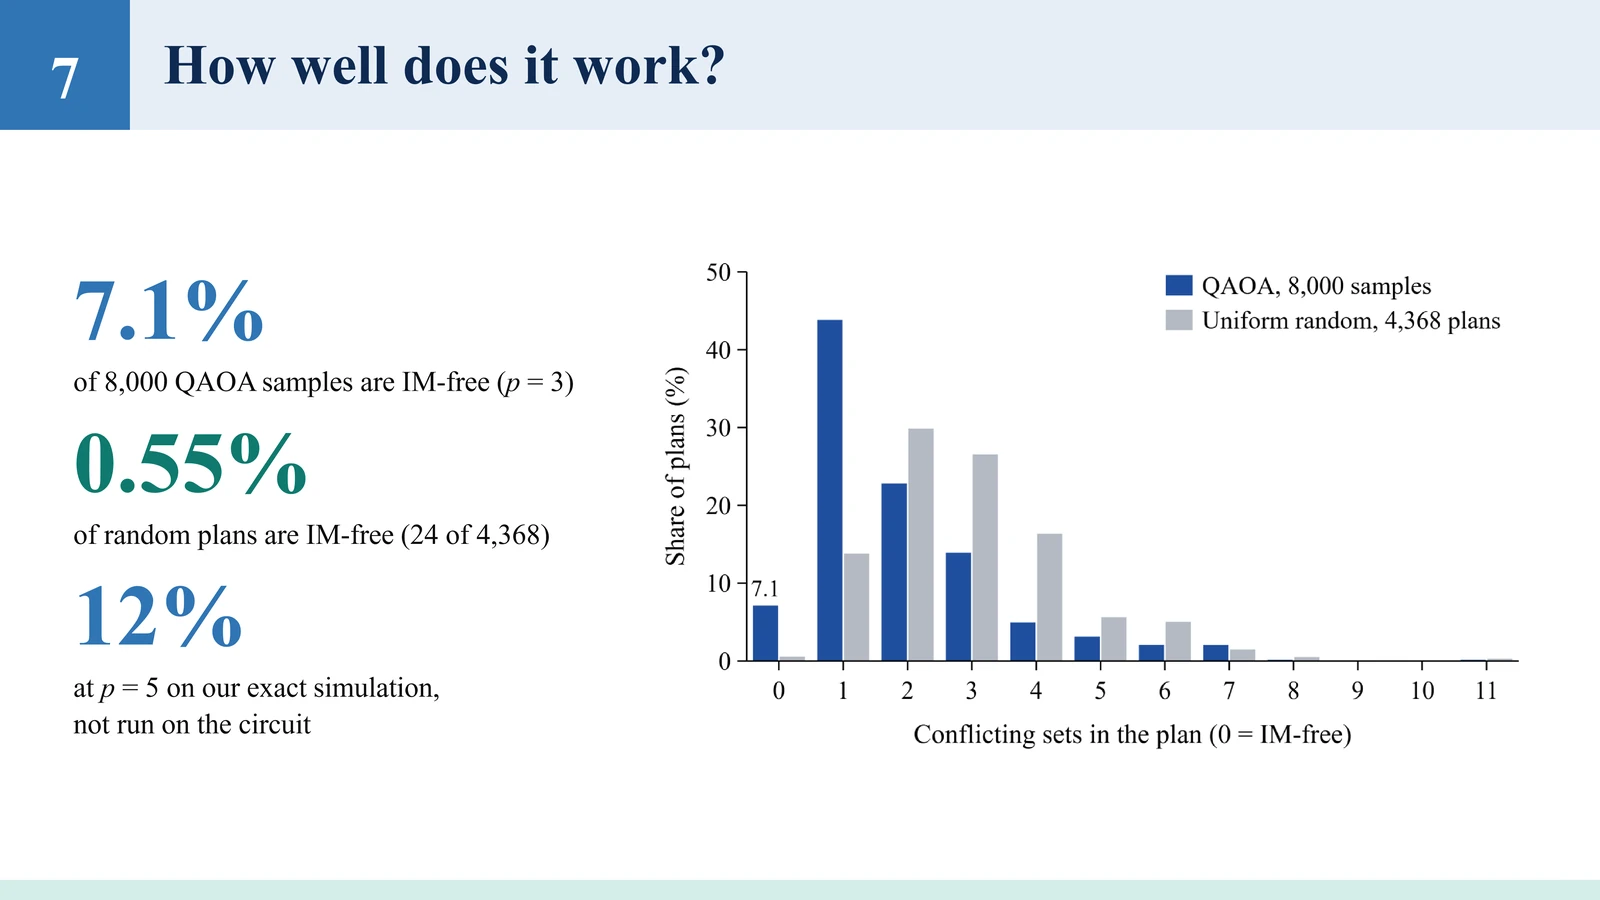 7
How well does it work?
7.1%
of 8,000 QAOA samples are IM-free (p = 3)
0.55%
of random plans are IM-free (24 of 4,368)
12%
at p = 5 on our exact simulation,
not run on the circuit
Share of plans (%)
50
40
30
20
10
0
7.1
QAOA, 8,000 samples
Uniform random, 4,368 plans
0 1 2 3 4 5 6 7 8 9 10 11
Conflicting sets in the plan (0 = IM-free)